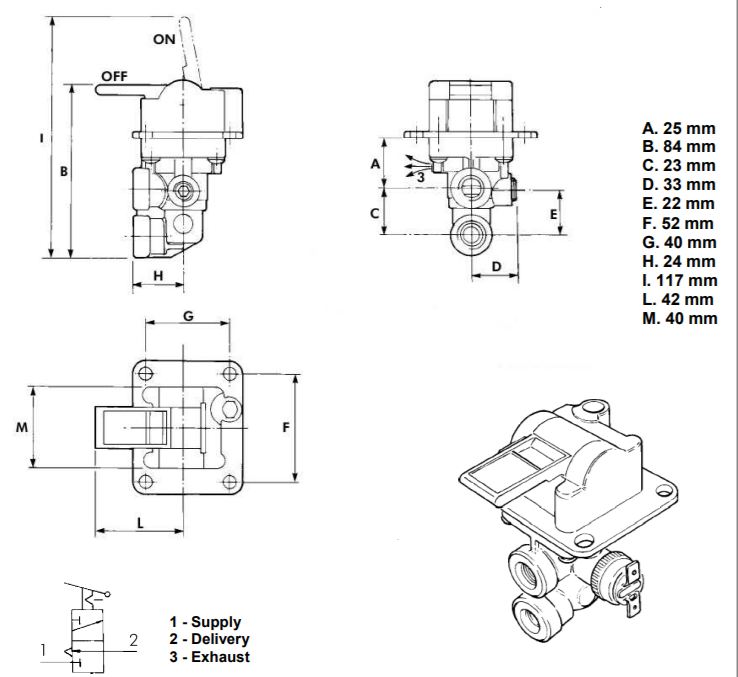 ON
OFF
I
B
H
A
3
C
E
D
A. 25 mm
B. 84 mm
C. 23 mm
D. 33 mm
E. 22 mm
F. 52 mm
G. 40 mm
H. 24 mm
I. 117 mm
L. 42 mm
M. 40 mm
G
M
F
L
1
2
1 - Supply
2 - Delivery
3 - Exhaust